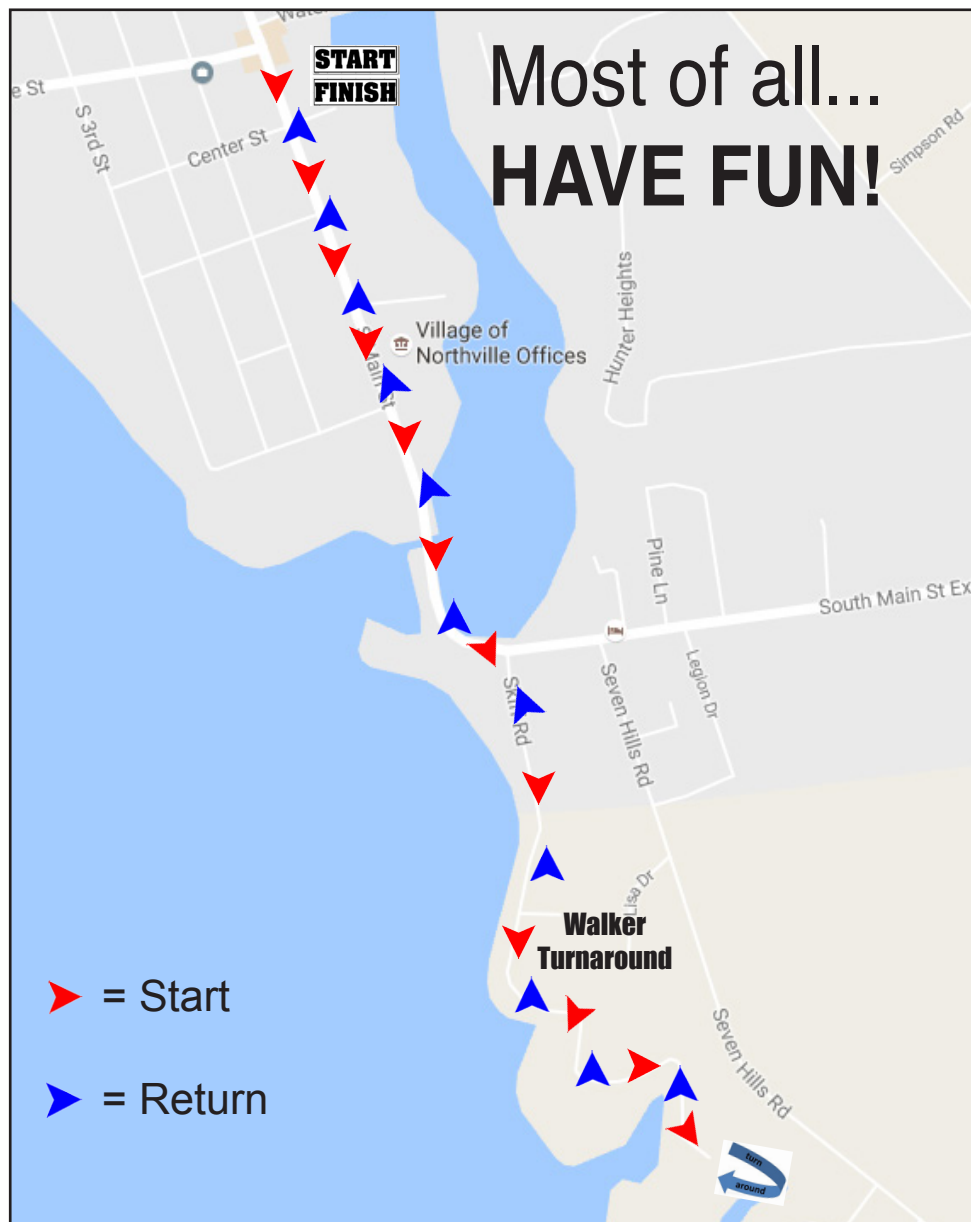 START
FINISH
Most of all...
HAVE FUN!
e St
S 3rd St
Center St
Simpson Rd
Hunter Heights
Village of
Northville Offices
S Main St
Pine Ln
South Main St Ex
Legion Dr
Seven Hills Rd
Lisa Dr
Walker
Turnaround
= Start
= Return
Seven Hills Rd
turn
around